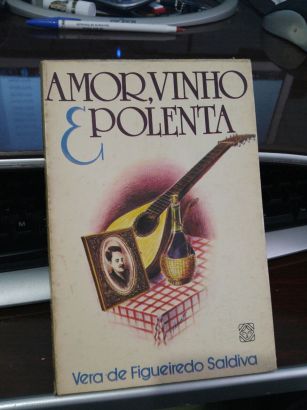 AMOR, VINHO
E POLENTA
Vera de Figueiredo Saldiva